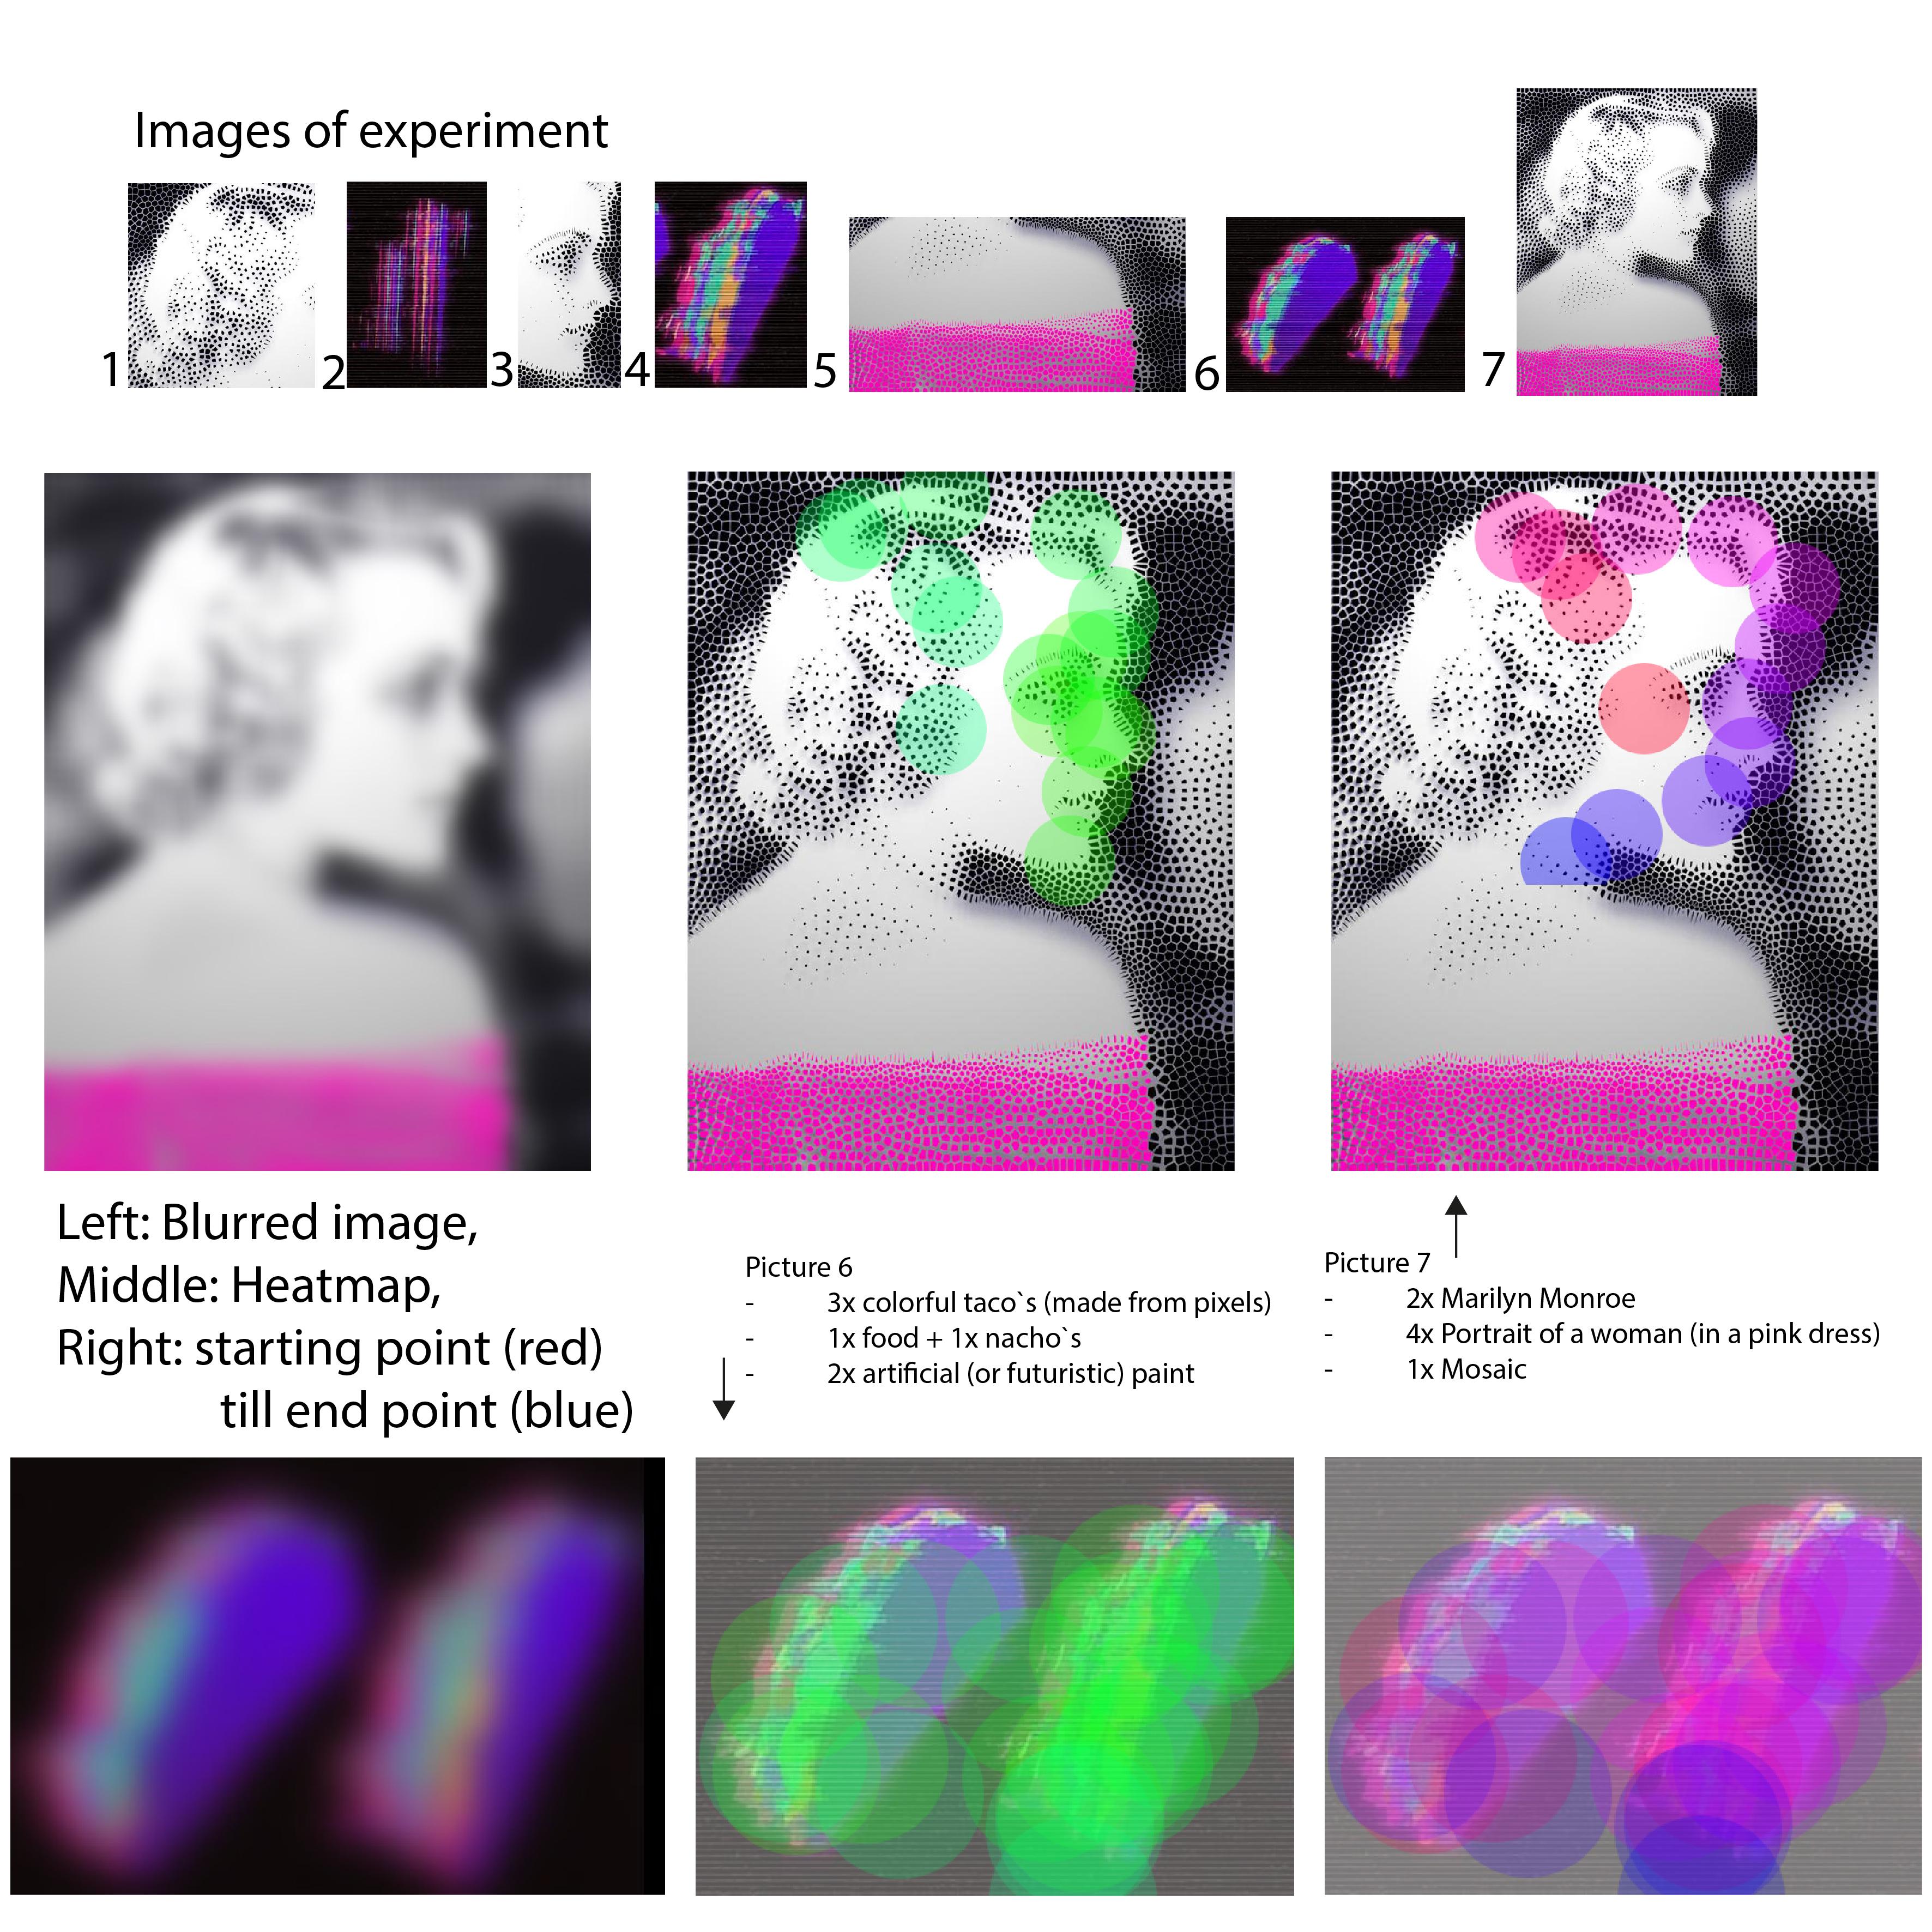 Images of experiment
1
2
3
4
5
6
7
Left: Blurred image,
Middle: Heatmap,
Right: starting point (red)
till end point (blue)
Picture 6
- 3x colorful taco`s (made from pixels)
- 1x food + 1x nacho`s
- 2x artificial (or futuristic) paint
Picture 7
- 2x Marilyn Monroe
- 4x Portrait of a woman (in a pink dress)
- 1x Mosaic